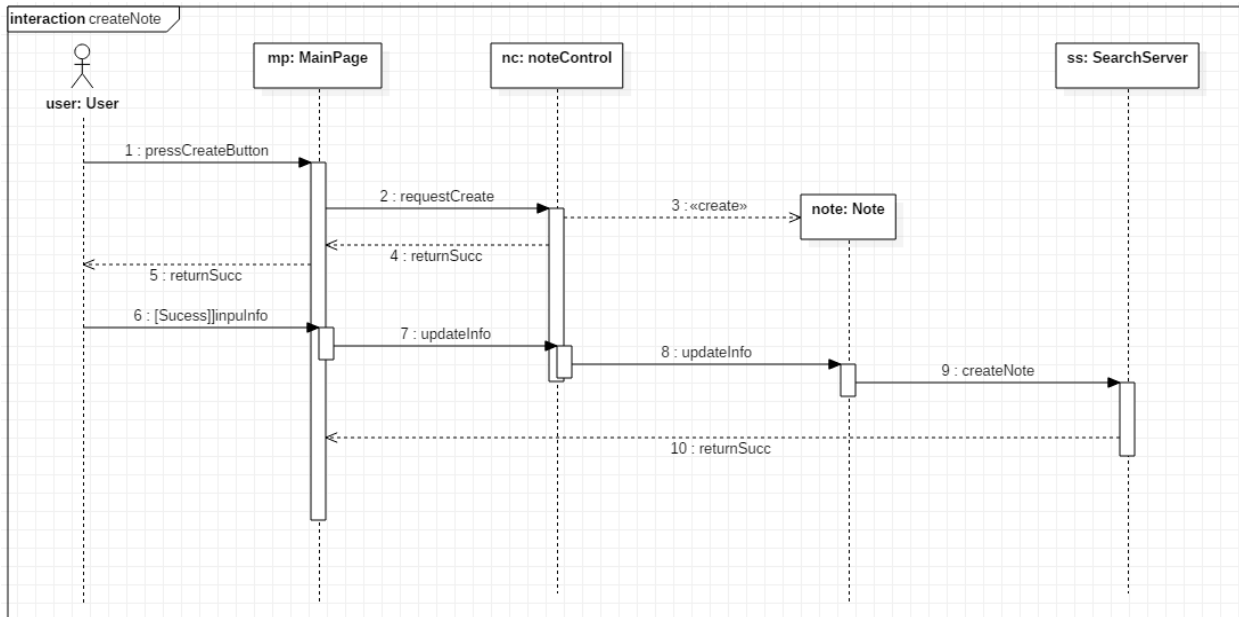 interaction createNote
mp: MainPage
nc: noteControl
ss: SearchServer
user: User
1 : pressCreateButton
2 : requestCreate
3 : «create»
note: Note
4 : returnSucc
5 : returnSucc
6 : [Sucess]]inpuInfo
7 : updateInfo
8 : updateInfo
9 : createNote
10 : returnSucc